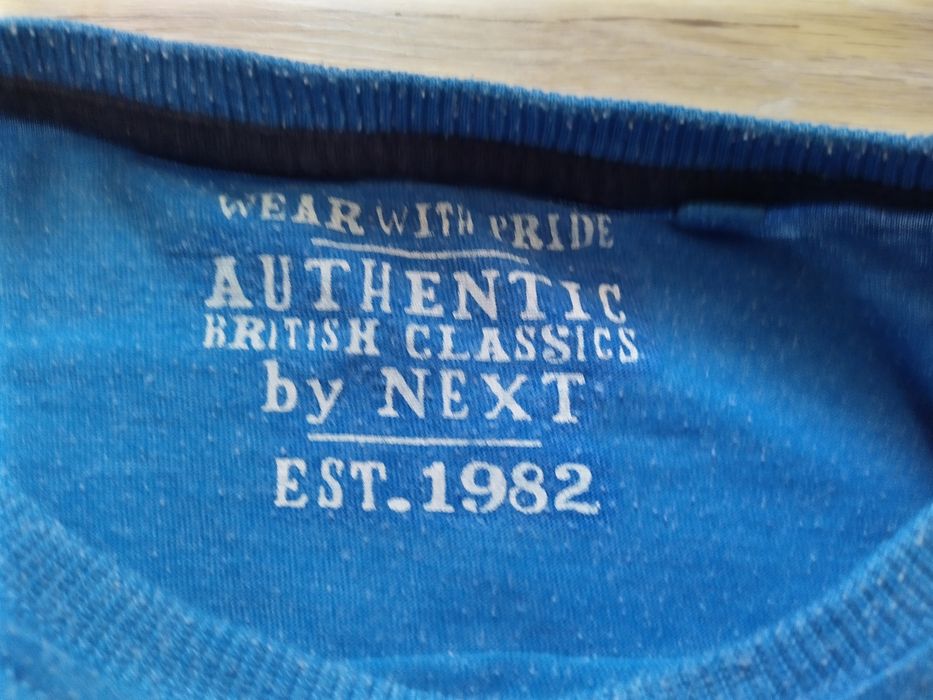 WEAR WITH PRIDE
AUTHENTIC
BRITISH CLASSICS
by NEXT
EST. 1982